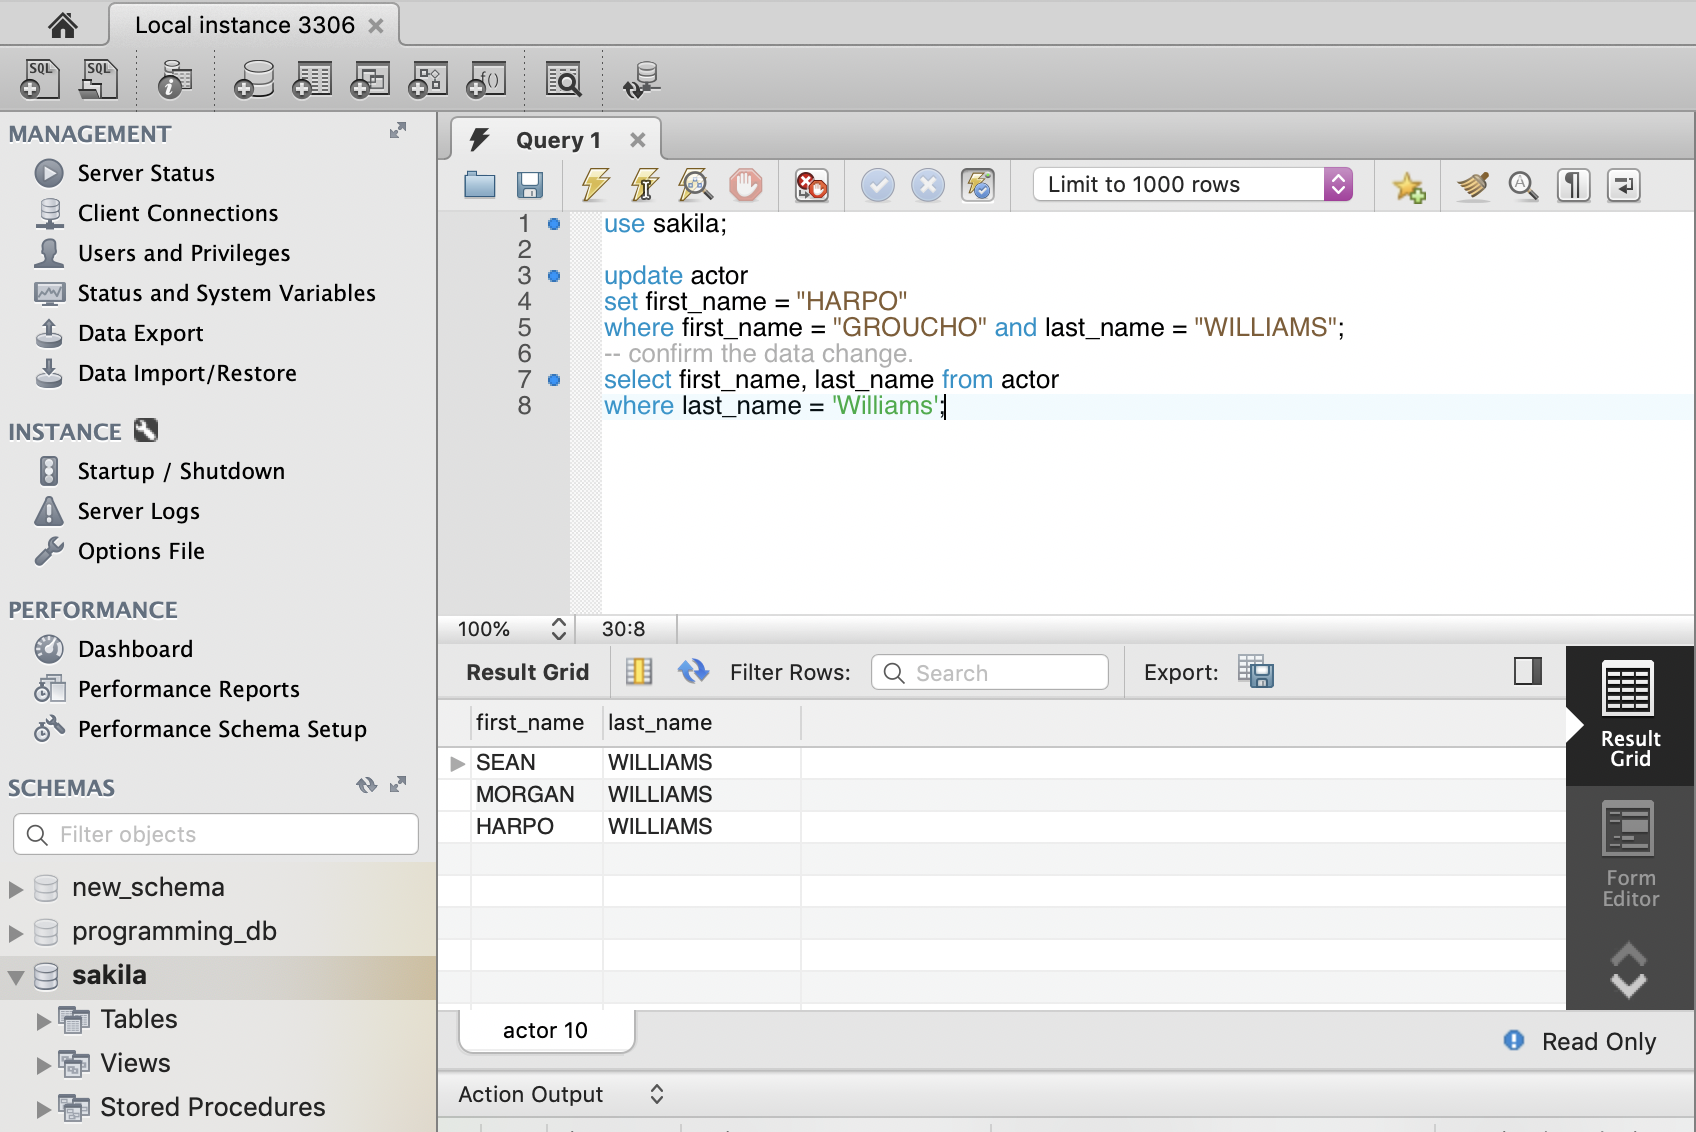 Local instance 3306
SQL SQL i f()
MANAGEMENT
Server Status
Client Connections
Users and Privileges
Status and System Variables
Data Export
Data Import/Restore
INSTANCE
Startup / Shutdown
Server Logs
Options File
PERFORMANCE
Dashboard
Performance Reports
Performance Schema Setup
SCHEMAS
Filter objects
new_schema
programming_db
sakila
Tables
Views
Stored Procedures
Query 1
Limit to 1000 rows
1 use sakila;
2
3 update actor
4 set first_name = "HARPO"
5 where first_name = "GROUCHO" and last_name = "WILLIAMS";
6 -- confirm the data change.
7 select first_name, last_name from actor
8 where last_name = 'Williams';
100% 30:8
Result Grid Filter Rows: Search Export:
first_name last_name
SEAN WILLIAMS
MORGAN WILLIAMS
HARPO WILLIAMS
Result
Grid
Form
Editor
actor 10
Read Only
Action Output